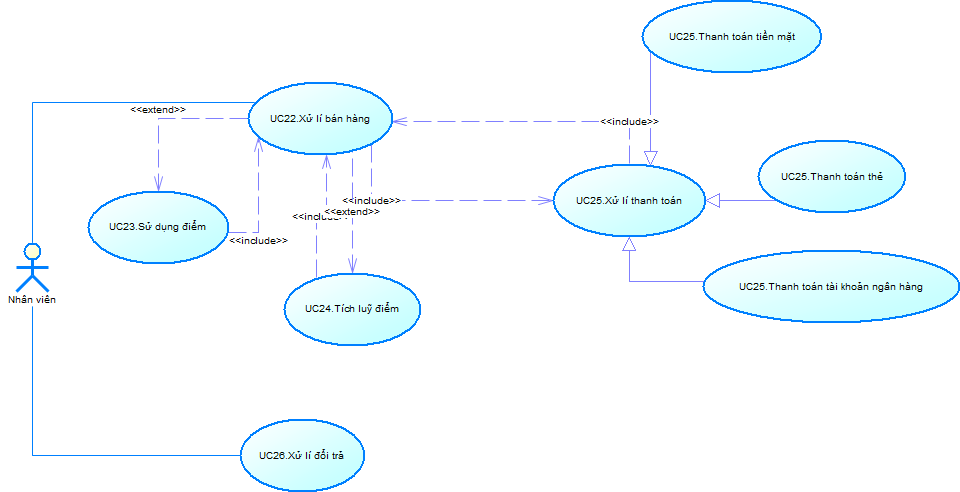 UC25.Thanh toán tiền mặt
<<extend>>
UC22.Xử lí bán hàng
<<include>>
UC25.Thanh toán thẻ
<<include>>
UC25.Xử lí thanh toán
<<include>>
<<extend>>
UC23.Sử dụng điểm
<<include>>
UC25.Thanh toán tài khoản ngân hàng
Nhân viên
UC24.Tích luỹ điểm
UC26.Xử lí đổi trả